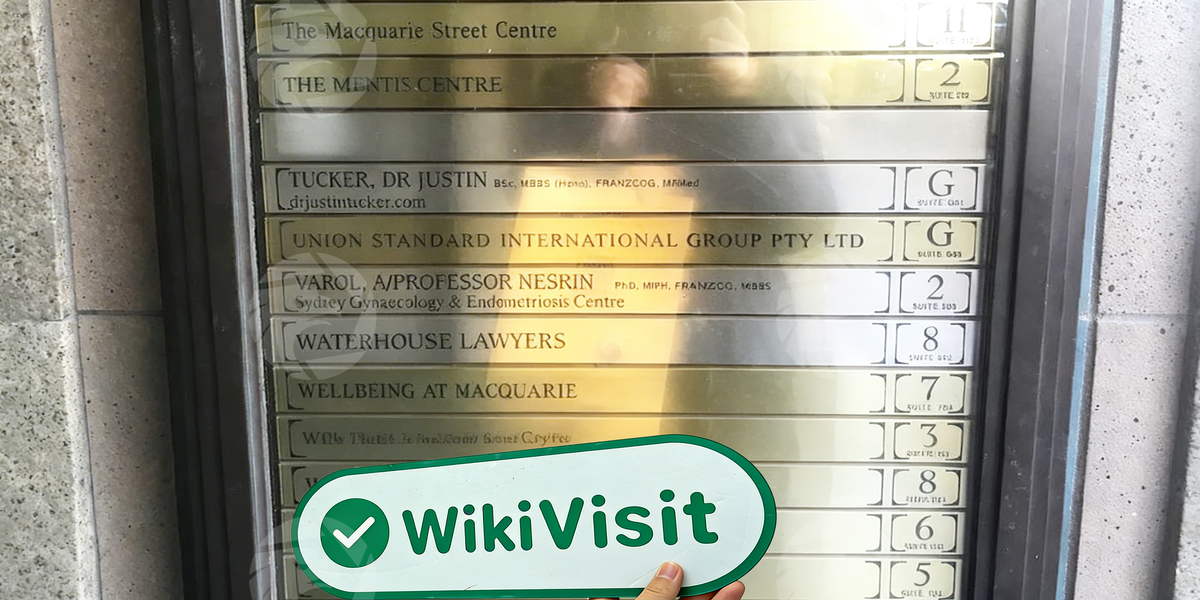 The Macquarie Street Centre
11
THE MENTIS CENTRE
2
TUCKER, DR JUSTIN BSc, MBBS (Hons), FRANZCOG, MRMed
G
drjustintucker.com
UNION STANDARD INTERNATIONAL GROUP PTY LTD
G
VAROL, A/PROFESSOR NESRIN PhD, MIPH, FRANZCOG, MBBS
2
Sydney Gynaecology & Endometriosis Centre
WATERHOUSE LAWYERS
8
WELLBEING AT MACQUARIE
7
3
8
WikiVisit
6
5